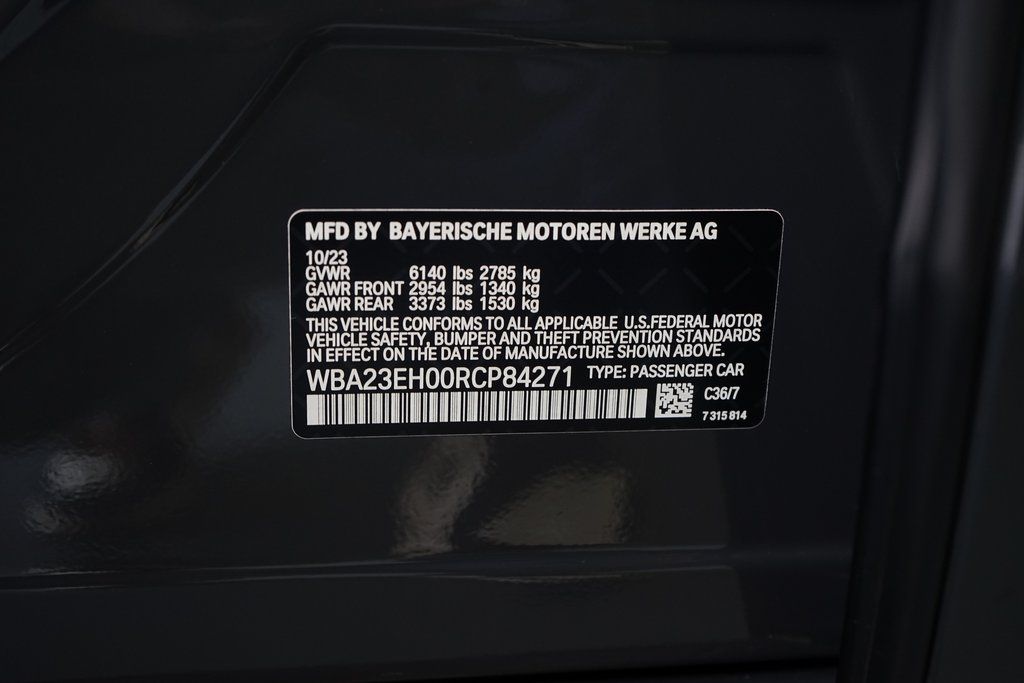 MFD BY BAYERISCHE MOTOREN WERKE AG
10/23
GVWR 6140 lbs 2785 kg
GAWR FRONT 2954 lbs 1340 kg
GAWR REAR 3373 lbs 1530 kg
THIS VEHICLE CONFORMS TO ALL APPLICABLE U.S.FEDERAL MOTOR
VEHICLE SAFETY, BUMPER AND THEFT PREVENTION STANDARDS
IN EFFECT ON THE DATE OF MANUFACTURE SHOWN ABOVE.
WBA23EH00RCP84271 TYPE: PASSENGER CAR
C36/7
7 315 814